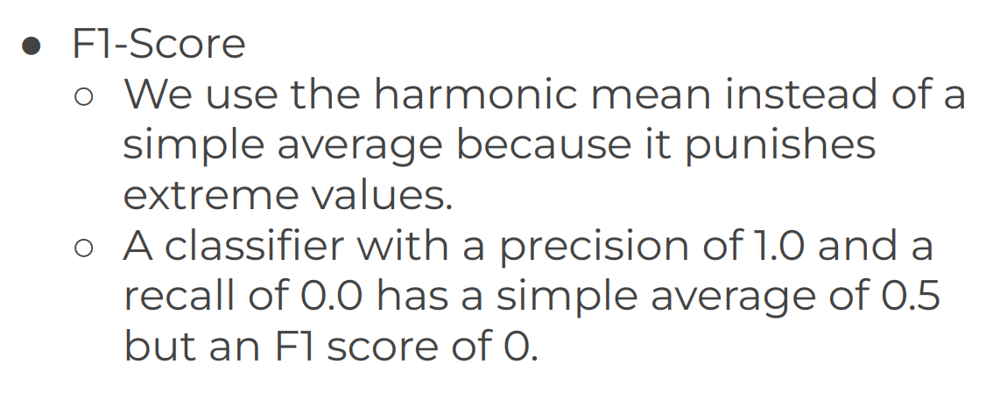 ● F1-Score
○ We use the harmonic mean instead of a
simple average because it punishes
extreme values.
○ A classifier with a precision of 1.0 and a
recall of 0.0 has a simple average of 0.5
but an F1 score of 0.